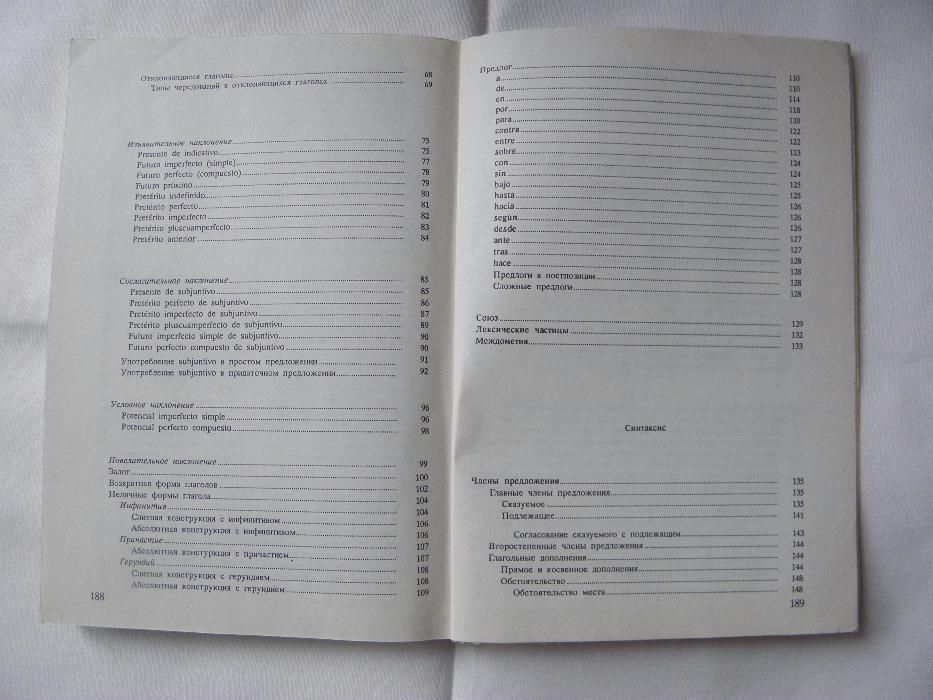 Отклоняющиеся глаголы 68
Типы чередований в отклоняющихся глаголах 69
Изъявительное наклонение 75
Presente de indicativo 75
Futuro imperfecto (simple) 77
Futuro perfecto (compuesto) 78
Futuro próximo 79
Pretérito indefinido 80
Pretérito perfecto 81
Pretérito imperfecto 82
Pretérito pluscuamperfecto 83
Pretérito anterior 84
Сослагательное наклонение 85
Presente de subjuntivo 85
Pretérito perfecto de subjuntivo 86
Pretérito imperfecto de subjuntivo 87
Pretérito pluscuamperfecto de subjuntivo 89
Futuro imperfecto simple de subjuntivo 90
Futuro perfecto compuesto de subjuntivo 90
Употребление subjuntivo в простом предложении 91
Употребление subjuntivo в придаточном предложении 92
Условное наклонение 96
Potencial imperfecto simple 96
Potencial perfecto compuesto 98
Повелительное наклонение 99
Залог 100
Возвратная форма глаголов 102
Неличные формы глагола 104
Инфинитив 104
Слитная конструкция с инфинитивом 106
Абсолютная конструкция с инфинитивом 106
Причастие 107
Абсолютная констуркция с причастием 107
Герундий 108
Слитная конструкция с герундием 108
Абсолютная конструкция с герундием 109
188
Предлог 110
a 110
de 114
en 118
por 120
para 122
contra 122
entre 123
sobre 124
con 124
sin 125
bajo 125
hasta 126
hacia 126
según 126
desde 127
ante 127
tras 128
hace 128
Предлоги в постпозиции 128
Сложные предлоги 128
Союз 129
Лексические частицы 132
Междометия 133
Синтаксис
Члены предложения 135
Главные члены предложения 135
Сказуемое 135
Подлежащее 141
Согласование сказуемого с подлежащем 143
Второстепенные члены предложения 144
Глагольные дополнения 144
Прямое и косвенное дополнения 144
Обстоятельство 148
Обстоятельство места 148
189